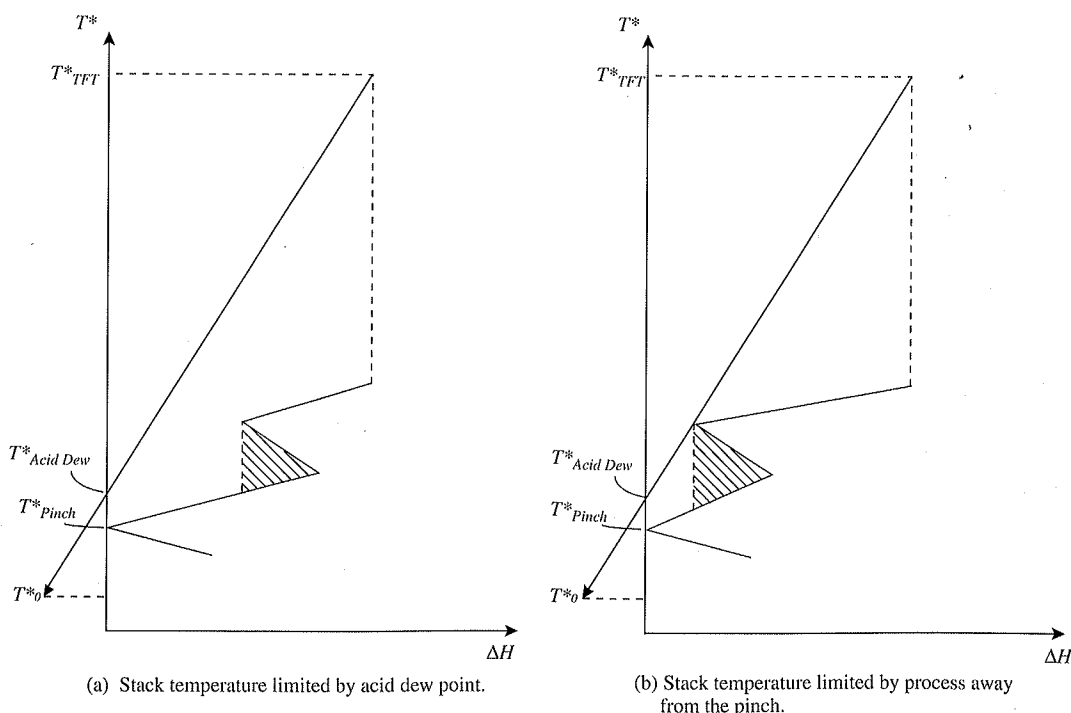 T*
T*TFT
T*Acid Dew
T*Pinch
T*0
ΔH
(a) Stack temperature limited by acid dew point.
T*
T*TFT
T*Acid Dew
T*Pinch
T*0
ΔH
(b) Stack temperature limited by process away
from the pinch.